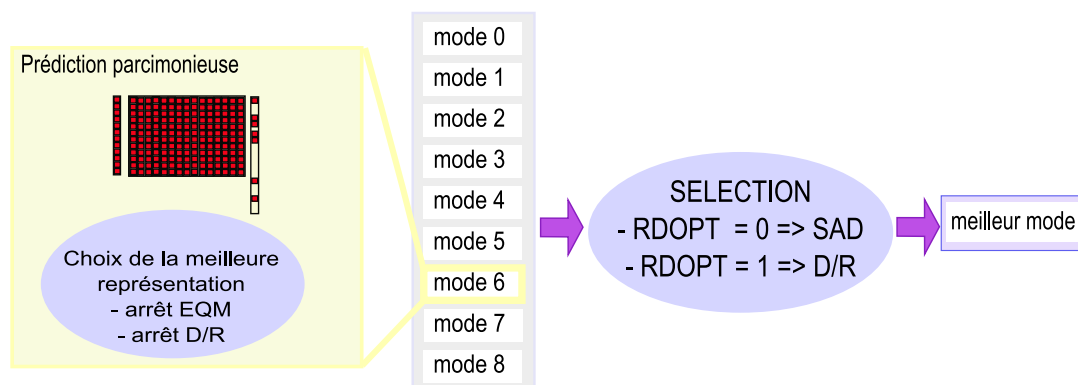 Prédiction parcimonieuse
Choix de la meilleure
représentation
- arrêt EQM
- arrêt D/R
mode 0
mode 1
mode 2
mode 3
mode 4
mode 5
mode 6
mode 7
mode 8
SELECTION
- RDOPT = 0 => SAD
- RDOPT = 1 => D/R
meilleur mode